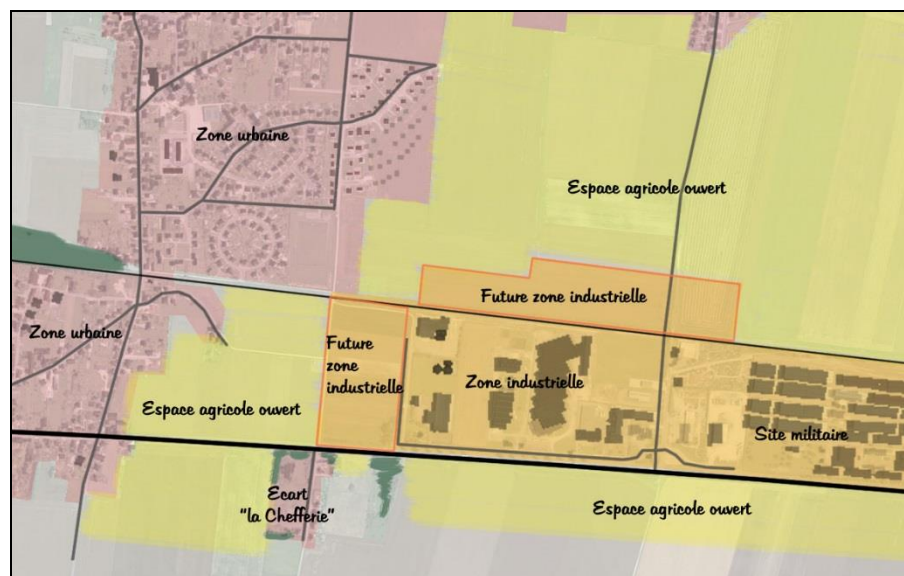 Zone urbaine
Espace agricole ouvert
Future zone industrielle
Zone urbaine
Future
zone
industrielle
Zone industrielle
Espace agricole ouvert
Site militaire
Ecart
"la Chefferie"
Espace agricole ouvert